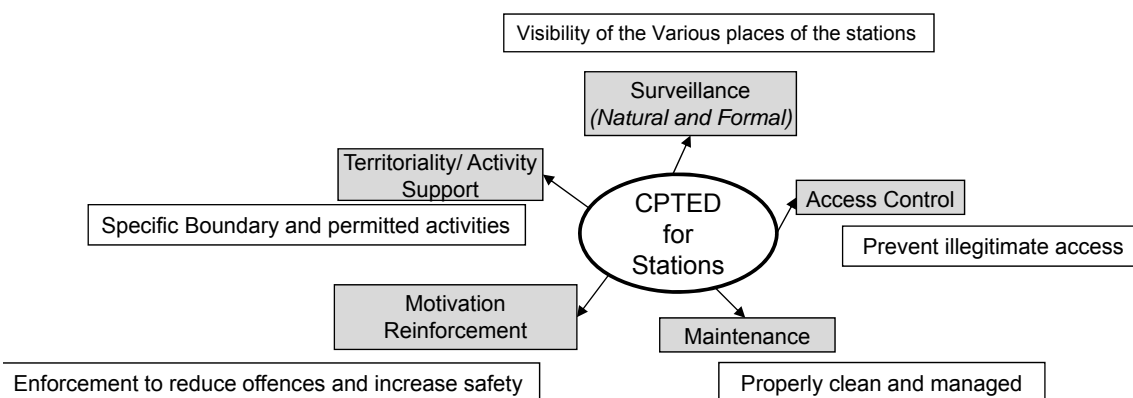 Visibility of the Various places of the stations
Surveillance
(Natural and Formal)
Territoriality/ Activity
Support
Specific Boundary and permitted activities
CPTED
for
Stations
Access Control
Prevent illegitimate access
Motivation
Reinforcement
Enforcement to reduce offences and increase safety
Maintenance
Properly clean and managed